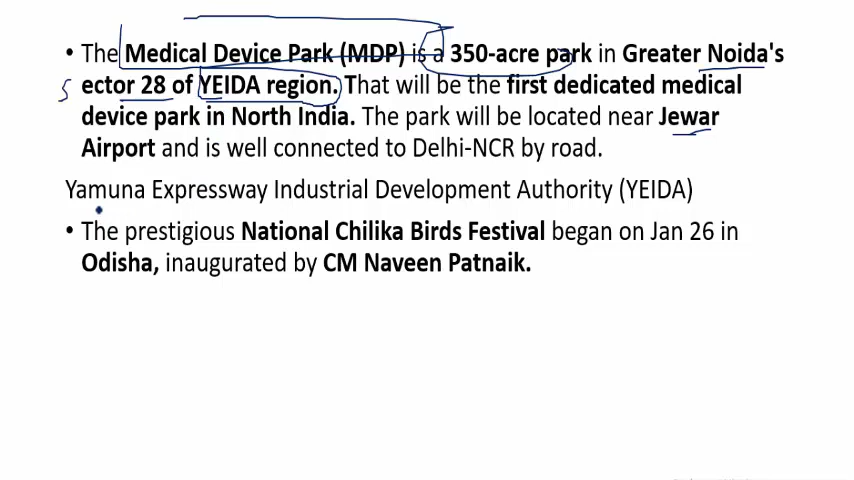 • The Medical Device Park (MDP) is a 350-acre park in Greater Noida's
s ector 28 of YEIDA region. That will be the first dedicated medical
device park in North India. The park will be located near Jewar
Airport and is well connected to Delhi-NCR by road.
Yamuna Expressway Industrial Development Authority (YEIDA)
• The prestigious National Chilika Birds Festival began on Jan 26 in
Odisha, inaugurated by CM Naveen Patnaik.